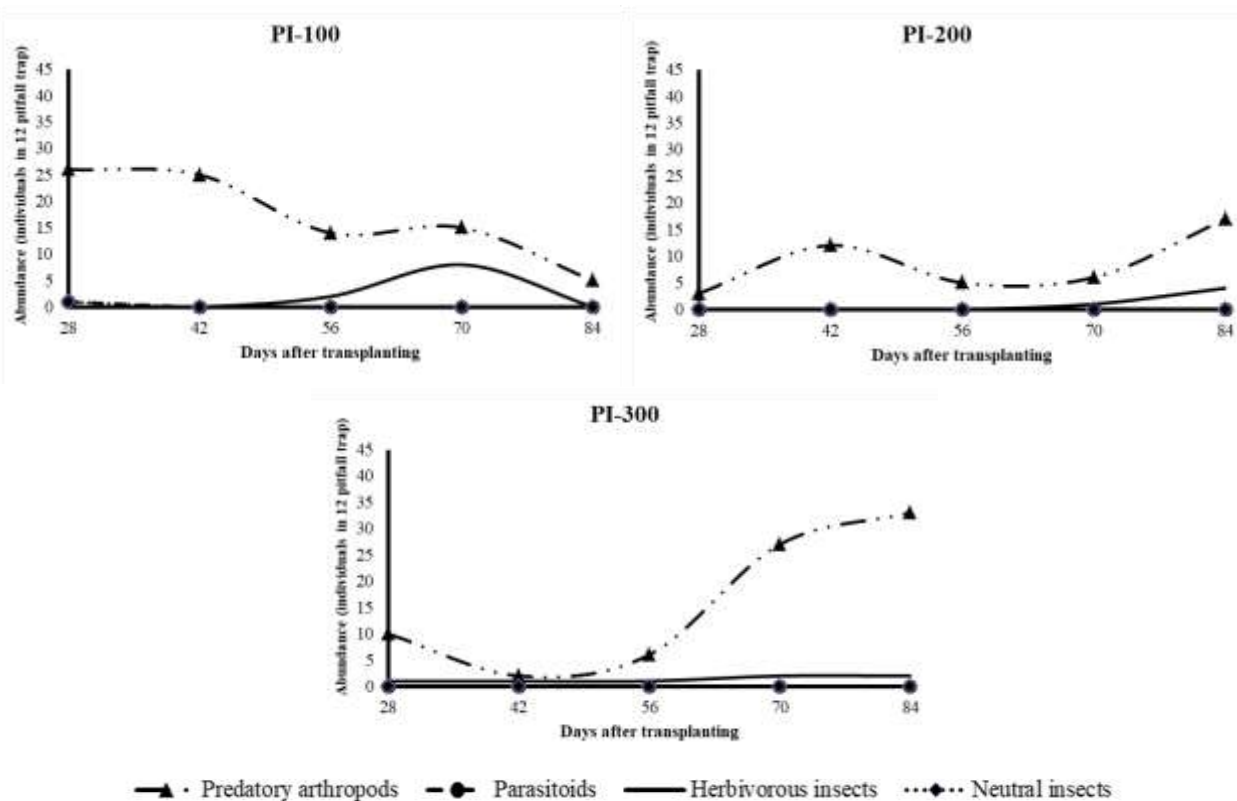 PI-100
Abundance (individuals in 12 pitfall trap)
45
40
35
30
25
20
15
10
5
0
28 42 56 70 84
Days after transplanting
PI-200
Abundance (individuals in 12 pitfall trap)
45
40
35
30
25
20
15
10
5
0
28 42 56 70 84
Days after transplanting
PI-300
Abundance (individuals in 12 pitfall trap)
45
40
35
30
25
20
15
10
5
0
28 42 56 70 84
Days after transplanting
Predatory arthropods Parasitoids Herbivorous insects Neutral insects